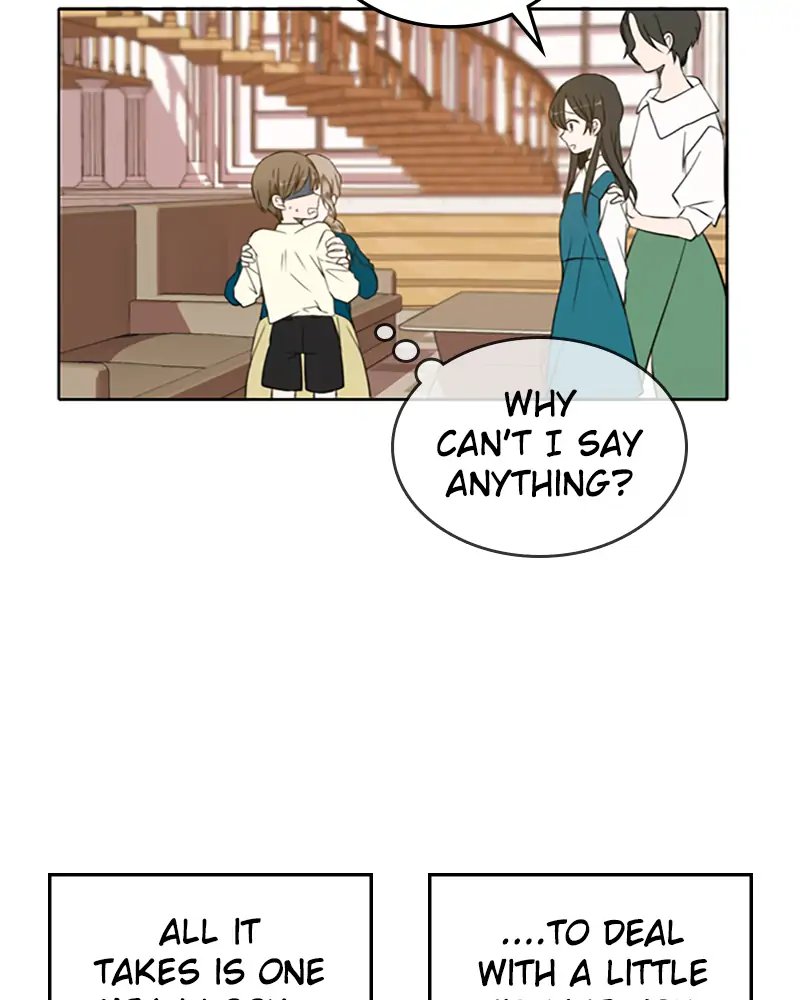 WHY
CAN'T I SAY
ANYTHING?
ALL IT
TAKES IS ONE
....TO DEAL
WITH A LITTLE